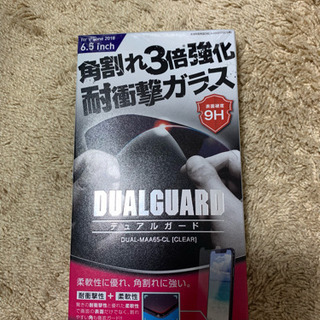 for iPhone 2018
6.5 inch
角割れ3倍強化
耐衝撃ガラス
表面硬度
9H
DUALGUARD
デュアルガード
DUAL-MAA65-CL [CLEAR]
柔軟性に優れ、角割れに強い。
耐衝撃性+柔軟性